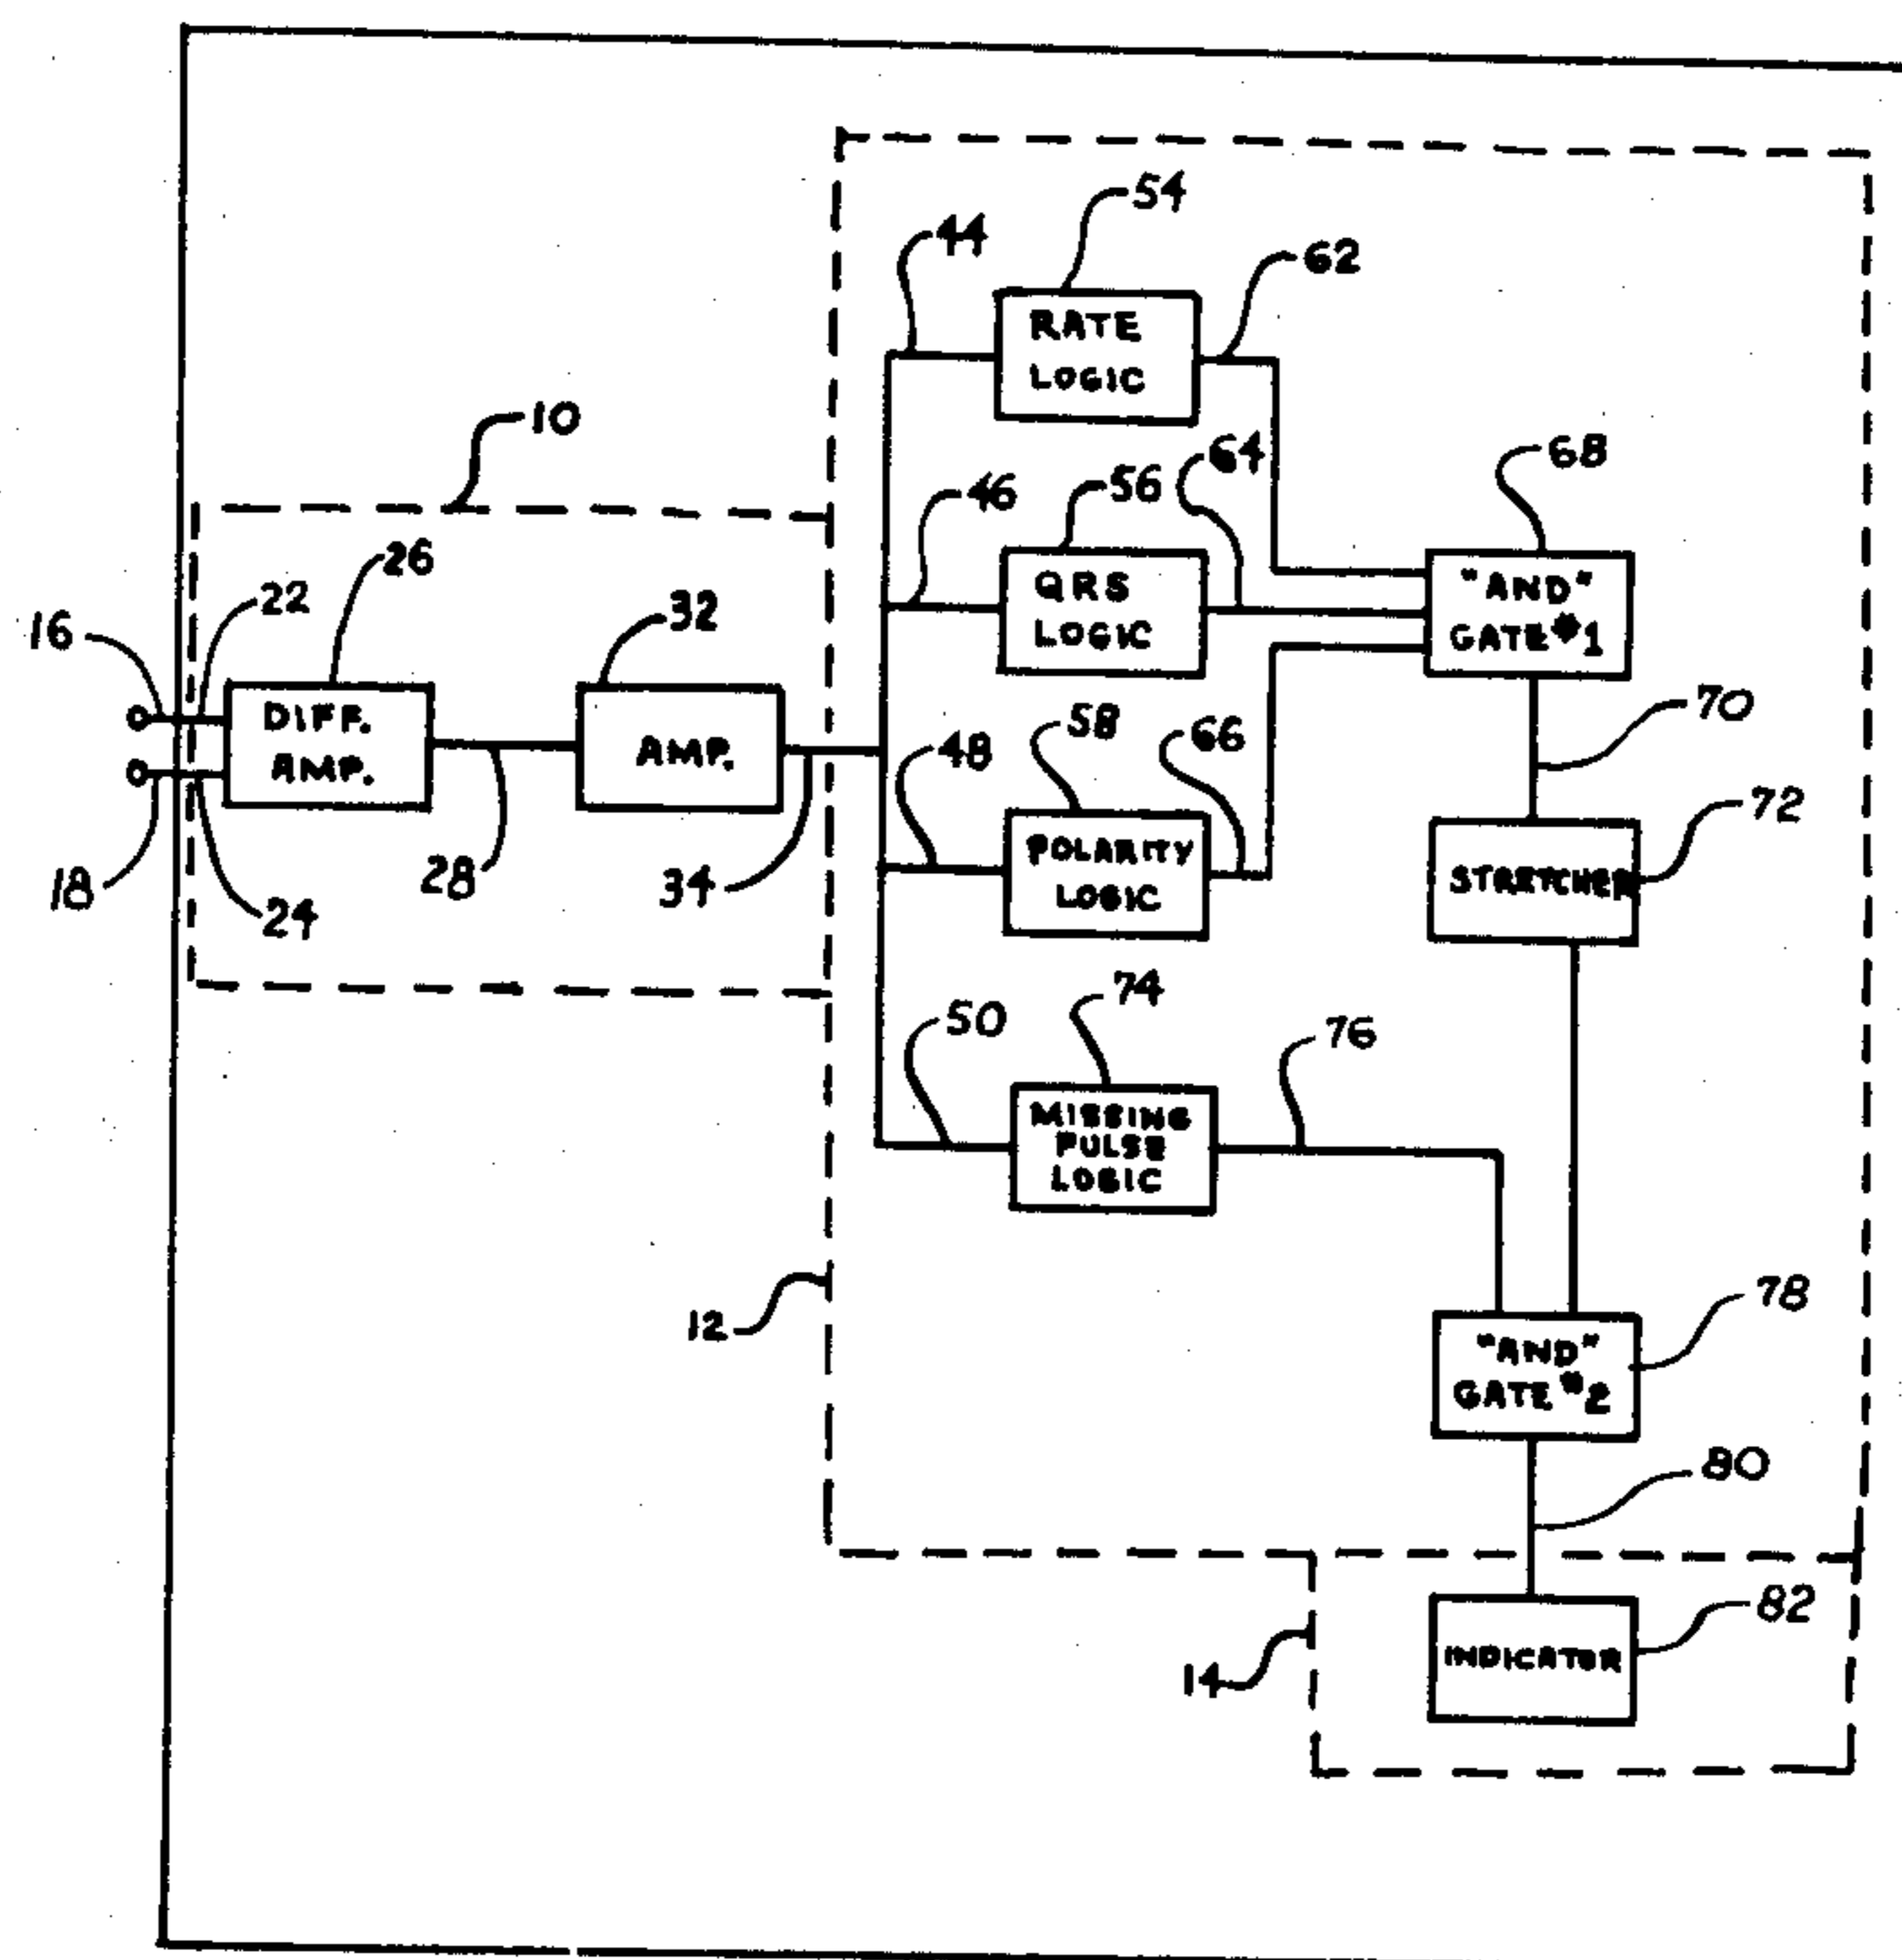 54
44
62
RATE
LOGIC
10
68
64
56
46
26
QRS
LOGIC
"AND"
GATE #1
22
32
16
DIFF.
AMP.
AMP.
70
58
66
48
72
POLARITY
LOGIC
STRETCHER
28
34
18
24
74
50
76
MISSING
PULSE
LOGIC
78
12
"AND"
GATE #2
80
82
INDICATOR
14